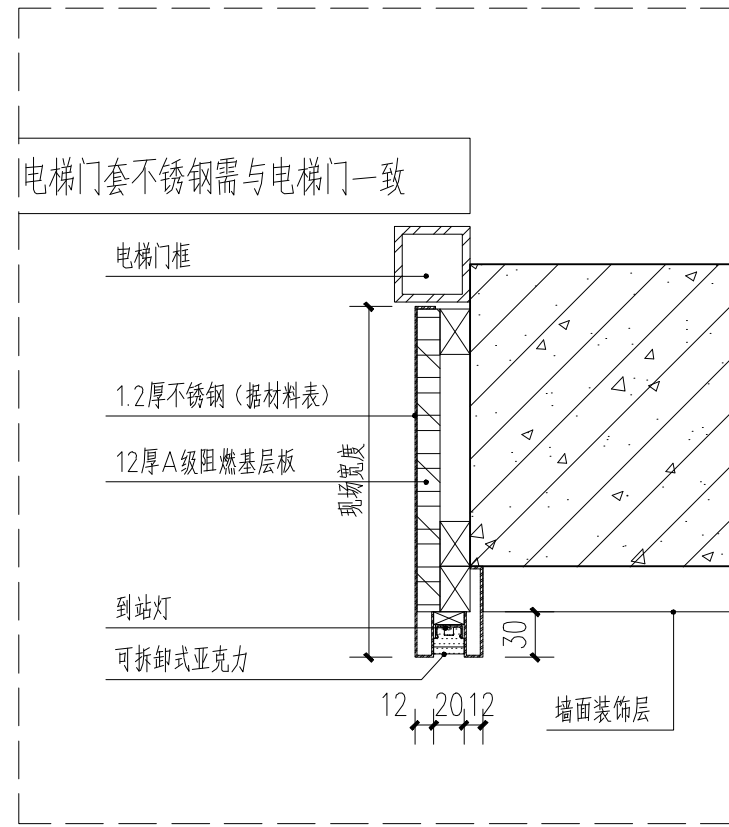 电梯门套不锈钢需与电梯门一致
电梯门框
1.2厚不锈钢（据材料表）
12厚A级阻燃基层板
现场宽度
到站灯
可拆卸式亚克力
30
12 20 12
墙面装饰层